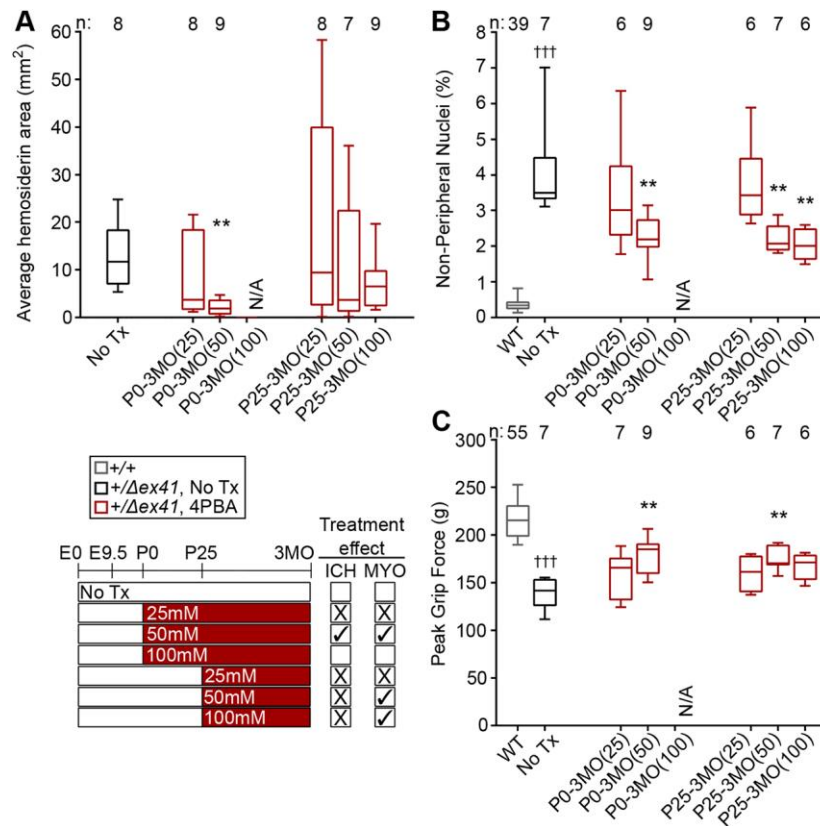 A
n: 8 8 9 8 7 9
Average hemosiderin area (mm²)
60
50
40
30
20
10
0
**
N/A
No Tx
P0-3MO(25)
P0-3MO(50)
P0-3MO(100)
P25-3MO(25)
P25-3MO(50)
P25-3MO(100)
B
n: 39 7 6 9 6 7 6
Non-Peripheral Nuclei (%)
8
7
6
5
4
3
2
1
0
†††
**
N/A
**
**
WT
No Tx
P0-3MO(25)
P0-3MO(50)
P0-3MO(100)
P25-3MO(25)
P25-3MO(50)
P25-3MO(100)
+/+
+/Δex41, No Tx
+/Δex41, 4PBA
Treatment
effect
E0 E9.5 P0 P25 3MO ICH MYO
No Tx
25mM X X
50mM ✓ ✓
100mM
25mM X X
50mM X ✓
100mM X ✓
C
n: 55 7 7 9 6 7 6
Peak Grip Force (g)
300
250
200
150
100
50
0
†††
**
N/A
**
WT
No Tx
P0-3MO(25)
P0-3MO(50)
P0-3MO(100)
P25-3MO(25)
P25-3MO(50)
P25-3MO(100)